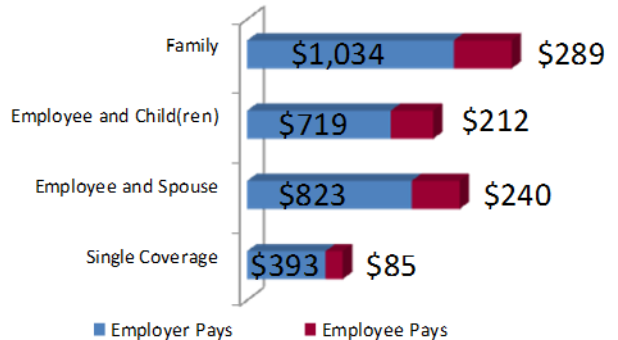 Family $1,034 $289
Employee and Child(ren) $719 $212
Employee and Spouse $823 $240
Single Coverage $393 $85
Employer Pays Employee Pays